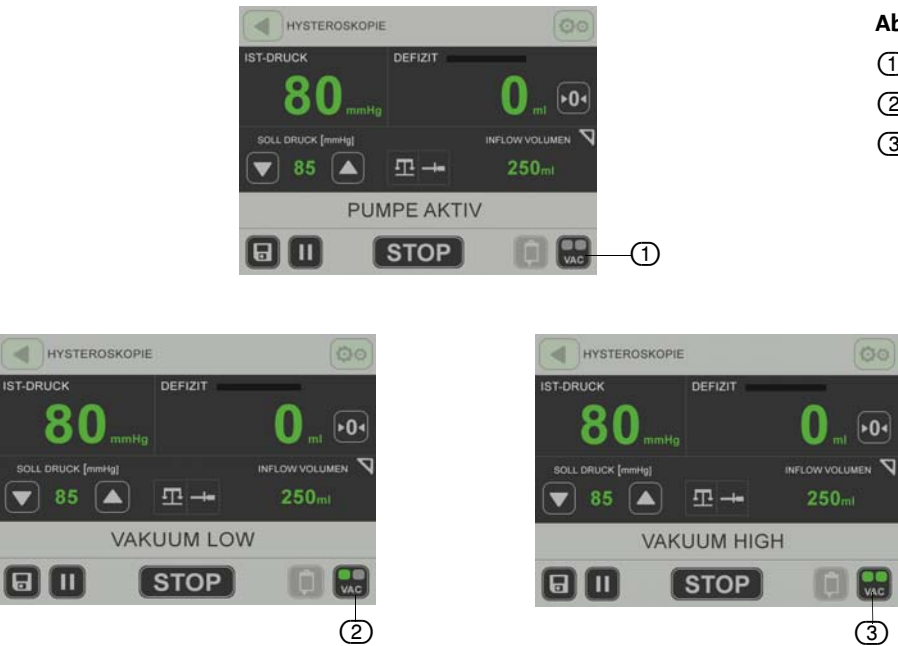 HYSTEROSKOPIE
IST-DRUCK DEFIZIT
80 mmHg 0 ml ▸0◂
SOLL DRUCK [mmHg] INFLOW VOLUMEN
85 250ml
PUMPE AKTIV
STOP VAC
①
Ab
①
②
③
HYSTEROSKOPIE
IST-DRUCK DEFIZIT
80 mmHg 0 ml ▸0◂
SOLL DRUCK [mmHg] INFLOW VOLUMEN
85 250ml
VAKUUM LOW
STOP VAC
②
HYSTEROSKOPIE
IST-DRUCK DEFIZIT
80 mmHg 0 ml ▸0◂
SOLL DRUCK [mmHg] INFLOW VOLUMEN
85 250ml
VAKUUM HIGH
STOP VAC
③